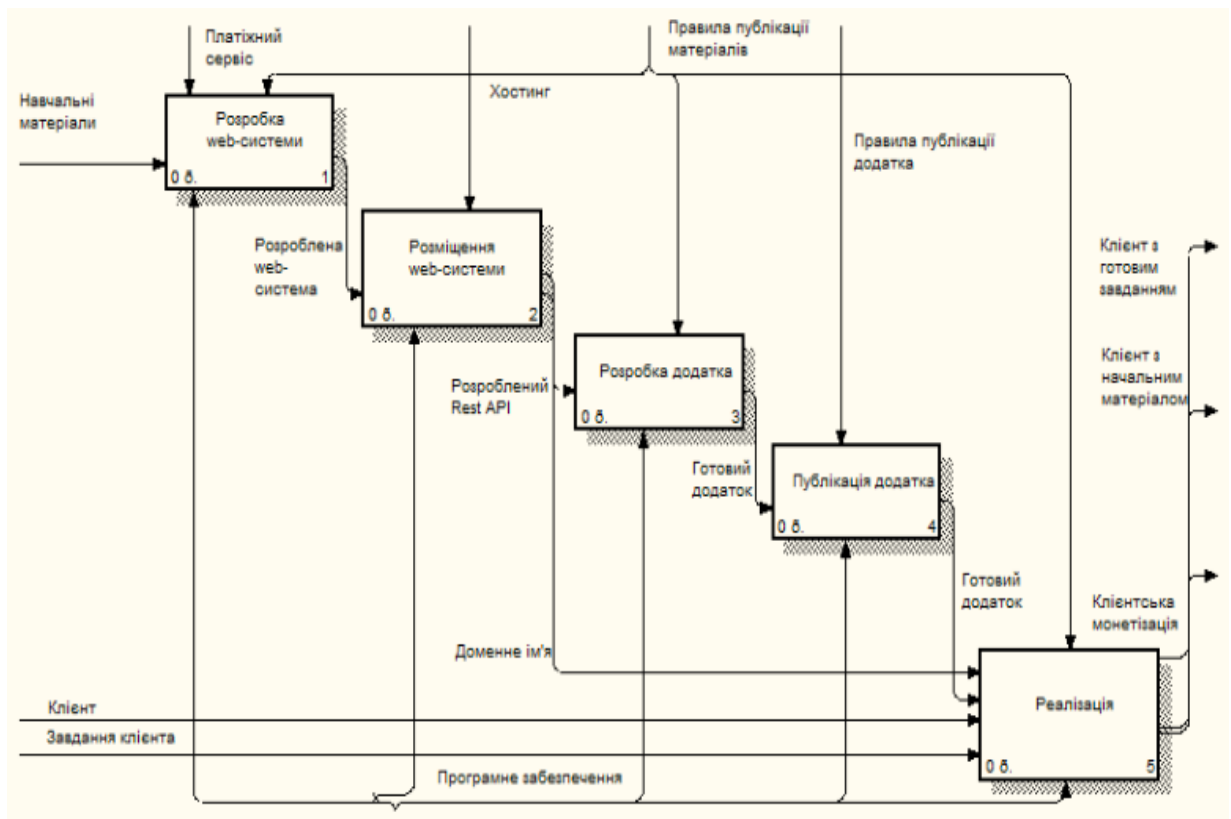 Платіжний
сервіс
Правила публікації
матеріалів
Навчальні
матеріали
Хостинг
Розробка
web-системи
0 в.
1
Правила публікації
додатка
Розроблена
web-
система
Розміщення
web-системи
0 в.
2
Клієнт з
готовим
завданням
Розроблений
Rest API
Розробка додатка
0 в.
3
Клієнт з
начальним
матеріалом
Готовий
додаток
Публікація додатка
0 в.
4
Готовий
додаток
Клієнтська
монетізація
Доменне ім'я
Реалізація
0 в.
5
Клієнт
Завдання клієнта
Програмне забезпечення